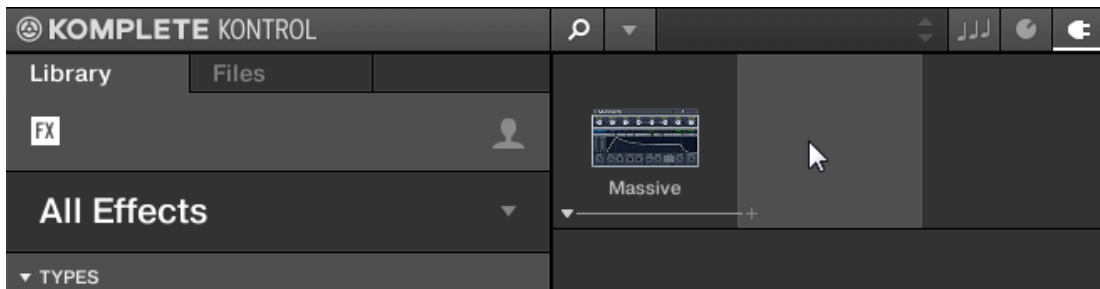 KOMPLETE KONTROL
Library
Files
FX
All Effects
TYPES
Massive